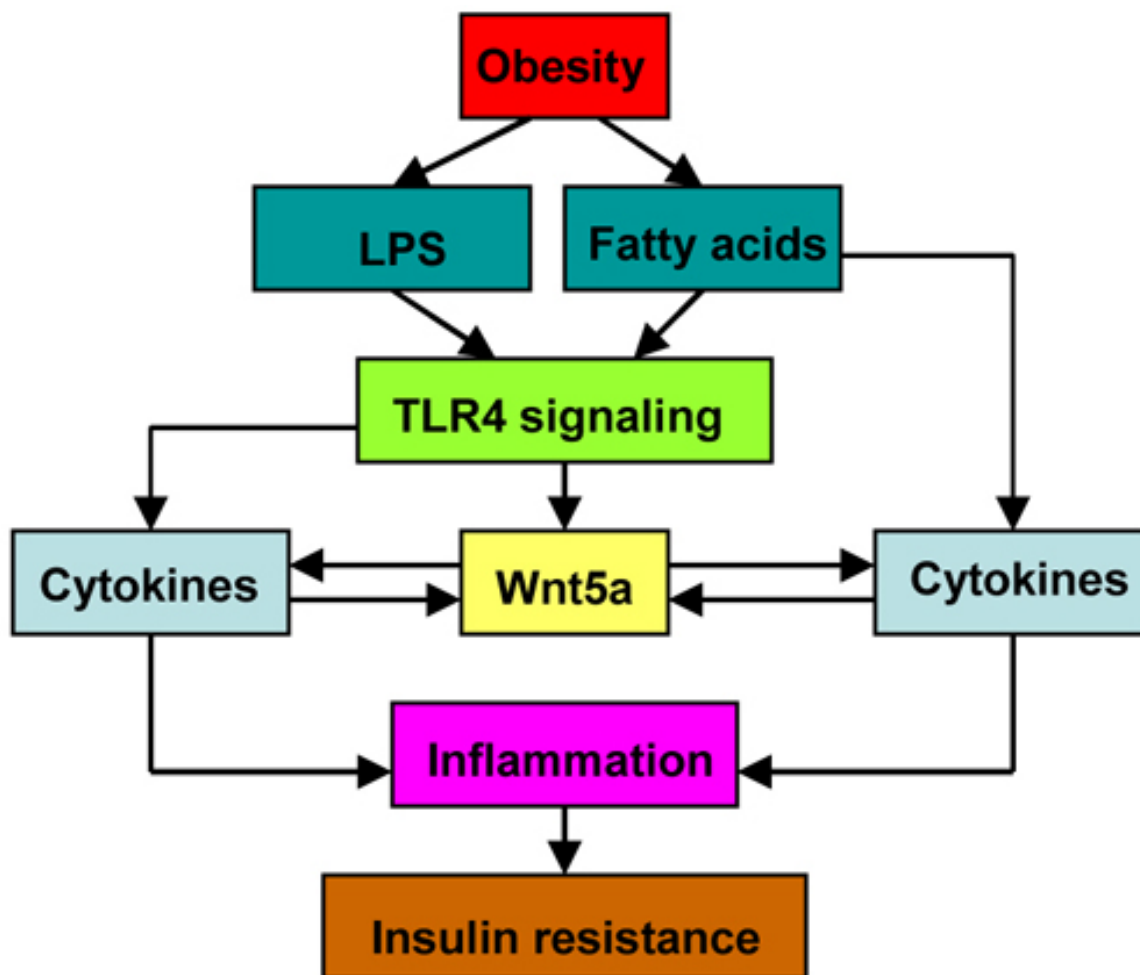 Obesity
LPS
Fatty acids
TLR4 signaling
Cytokines
Wnt5a
Cytokines
Inflammation
Insulin resistance